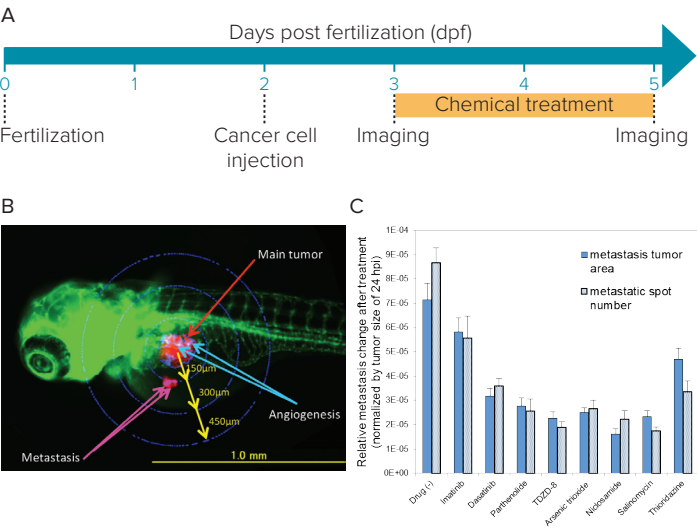 A
Days post fertilization (dpf)
0 1 2 3 4 5
Chemical treatment
Fertilization
Cancer cell
injection
Imaging
Imaging
B
Main tumor
150µm
300µm
450µm
Angiogenesis
Metastasis
1.0 mm
C
Relative metastasis change after treatment
(normalized by tumor size of 24 hpi)
1E-04
9E-05
8E-05
7E-05
6E-05
5E-05
4E-05
3E-05
2E-05
1E-05
0E+00
metastasis tumor
area
metastatic spot
number
Drug (-)
Imatinib
Dasatinib
Parthenolide
TDZD-8
Arsenic trioxide
Niclosamide
Salinomycin
Thioridazine